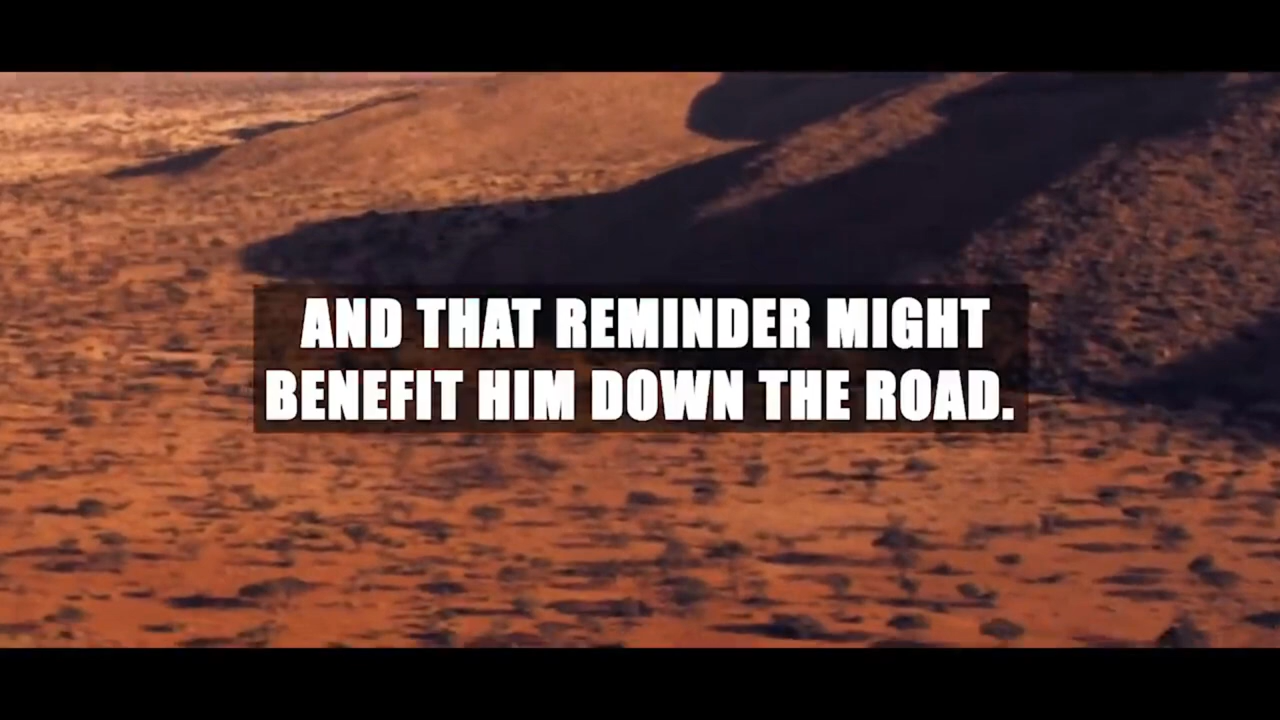 AND THAT REMINDER MIGHT
BENEFIT HIM DOWN THE ROAD.